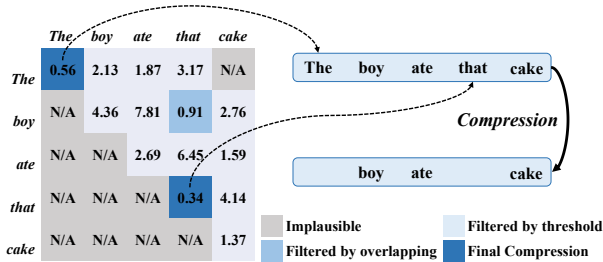 The boy ate that cake
The 0.56 2.13 1.87 3.17 N/A
boy N/A 4.36 7.81 0.91 2.76
ate N/A N/A 2.69 6.45 1.59
that N/A N/A N/A 0.34 4.14
cake N/A N/A N/A N/A 1.37
The boy ate that cake
Compression
boy ate cake
Implausible
Filtered by threshold
Filtered by overlapping
Final Compression